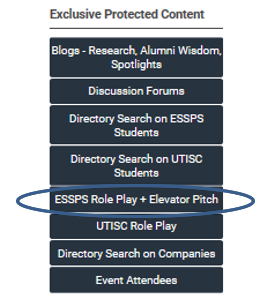 Exclusive Protected Content
Blogs - Research, Alumni Wisdom,
Spotlights
Discussion Forums
Directory Search on ESSPS
Students
Directory Search on UTISC
Students
ESSPS Role Play + Elevator Pitch
UTISC Role Play
Directory Search on Companies
Event Attendees